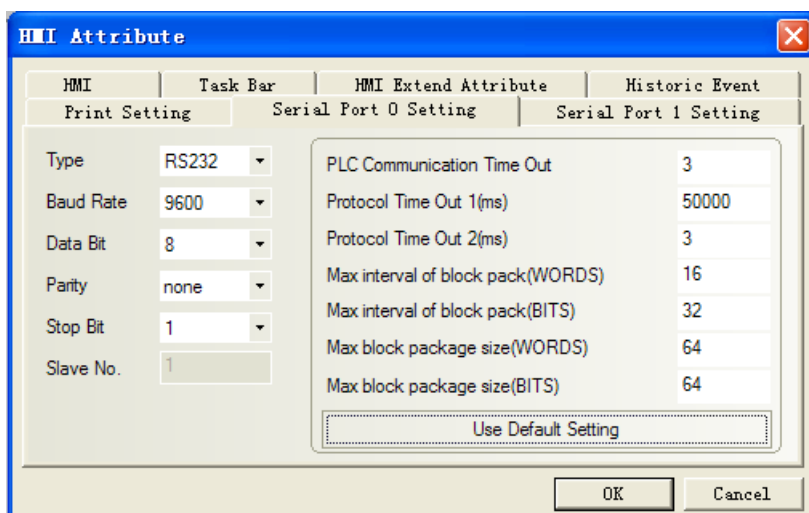 HMI Attribute
HMI Task Bar HMI Extend Attribute Historic Event
Print Setting Serial Port 0 Setting Serial Port 1 Setting
Type RS232
Baud Rate 9600
Data Bit 8
Parity none
Stop Bit 1
Slave No. 1
PLC Communication Time Out 3
Protocol Time Out 1(ms) 50000
Protocol Time Out 2(ms) 3
Max interval of block pack(WORDS) 16
Max interval of block pack(BITS) 32
Max block package size(WORDS) 64
Max block package size(BITS) 64
Use Default Setting
OK Cancel